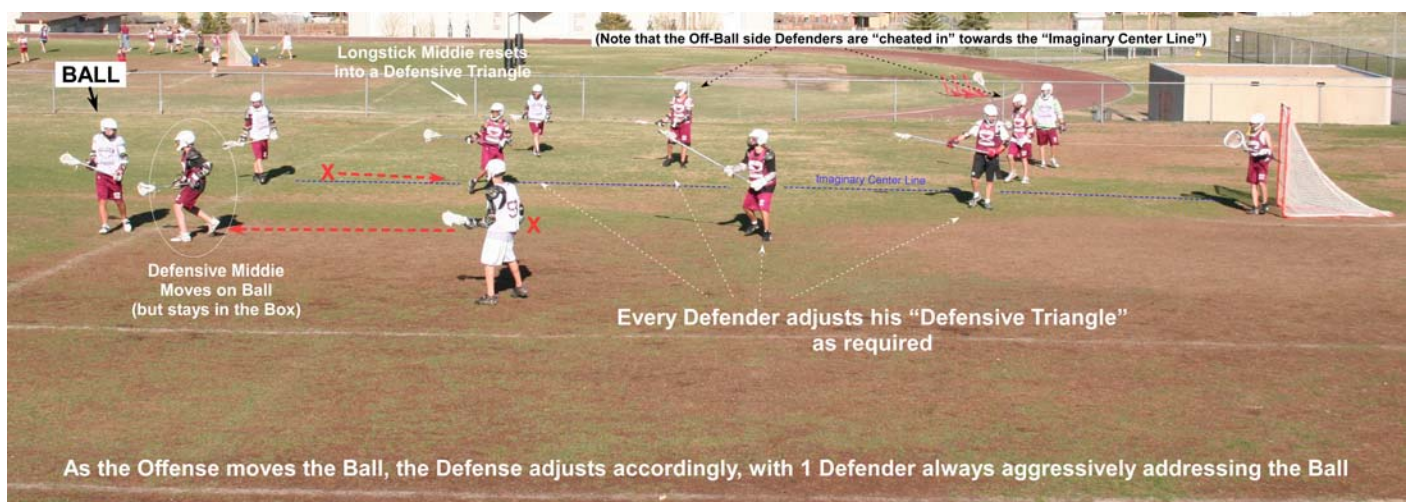 (Note that the Off-Ball side Defenders are “cheated in” towards the “Imaginary Center Line”)
Longstick Middie resets
into a Defensive Triangle
BALL
X
Imaginary Center Line
X
Defensive Middie
Moves on Ball
(but stays in the Box)
Every Defender adjusts his “Defensive Triangle”
as required
As the Offense moves the Ball, the Defense adjusts accordingly, with 1 Defender always aggressively addressing the Ball